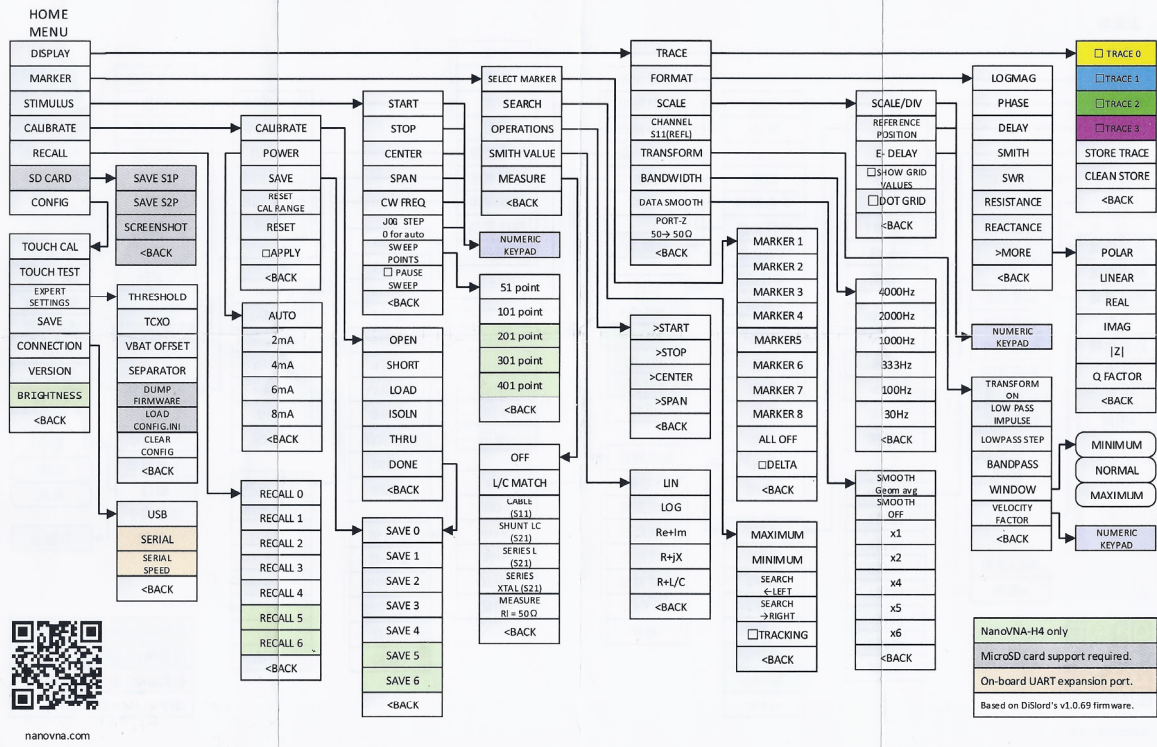 HOME
MENU
DISPLAY
MARKER
STIMULUS
CALIBRATE
RECALL
SD CARD
CONFIG
TOUCH CAL
TOUCH TEST
EXPERT
SETTINGS
SAVE
CONNECTION
VERSION
BRIGHTNESS
<BACK
SAVE S1P
SAVE S2P
SCREENSHOT
<BACK
THRESHOLD
TCXO
VBAT OFFSET
SEPARATOR
DUMP
FIRMWARE
LOAD
CONFIG.INI
CLEAR
CONFIG
<BACK
USB
SERIAL
SERIAL
SPEED
<BACK
CALIBRATE
POWER
SAVE
RESET
CAL RANGE
RESET
☐APPLY
<BACK
AUTO
2mA
4mA
6mA
8mA
<BACK
RECALL 0
RECALL 1
RECALL 2
RECALL 3
RECALL 4
RECALL 5
RECALL 6
<BACK
START
STOP
CENTER
SPAN
CW FREQ
JOG STEP
0 for auto
SWEEP
POINTS
☐ PAUSE
SWEEP
<BACK
OPEN
SHORT
LOAD
ISOLN
THRU
DONE
<BACK
SAVE 0
SAVE 1
SAVE 2
SAVE 3
SAVE 4
SAVE 5
SAVE 6
<BACK
SELECT MARKER
SEARCH
OPERATIONS
SMITH VALUE
MEASURE
<BACK
NUMERIC
KEYPAD
51 point
101 point
201 point
301 point
401 point
<BACK
OFF
L/C MATCH
CABLE
(S11)
SHUNT LC
(S21)
SERIES L
(S21)
SERIES
XTAL (S21)
MEASURE
Rl = 50Ω
<BACK
TRACE
FORMAT
SCALE
CHANNEL
S11(REFL)
TRANSFORM
BANDWIDTH
DATA SMOOTH
PORT-Z
50→ 50Ω
<BACK
>START
>STOP
>CENTER
>SPAN
<BACK
LIN
LOG
Re+Im
R+jX
R+L/C
<BACK
MARKER 1
MARKER 2
MARKER 3
MARKER 4
MARKER5
MARKER 6
MARKER 7
MARKER 8
ALL OFF
☐DELTA
<BACK
MAXIMUM
MINIMUM
SEARCH
←LEFT
SEARCH
→RIGHT
☐TRACKING
<BACK
SCALE/DIV
REFERENCE
POSITION
E- DELAY
☐SHOW GRID
VALUES
☐DOT GRID
<BACK
4000Hz
2000Hz
1000Hz
333Hz
100Hz
30Hz
<BACK
SMOOTH
Geom avg
SMOOTH
OFF
x1
x2
x4
x5
x6
<BACK
LOGMAG
PHASE
DELAY
SMITH
SWR
RESISTANCE
REACTANCE
>MORE
<BACK
NUMERIC
KEYPAD
TRANSFORM
ON
LOW PASS
IMPULSE
LOWPASS STEP
BANDPASS
WINDOW
VELOCITY
FACTOR
<BACK
☐ TRACE 0
☐TRACE 1
☐TRACE 2
☐TRACE 3
STORE TRACE
CLEAN STORE
<BACK
POLAR
LINEAR
REAL
IMAG
|Z|
Q FACTOR
<BACK
MINIMUM
NORMAL
MAXIMUM
NUMERIC
KEYPAD
NanoVNA-H4 only
MicroSD card support required.
On-board UART expansion port.
Based on DiSlord's v1.0.69 firmware.
nanovna.com